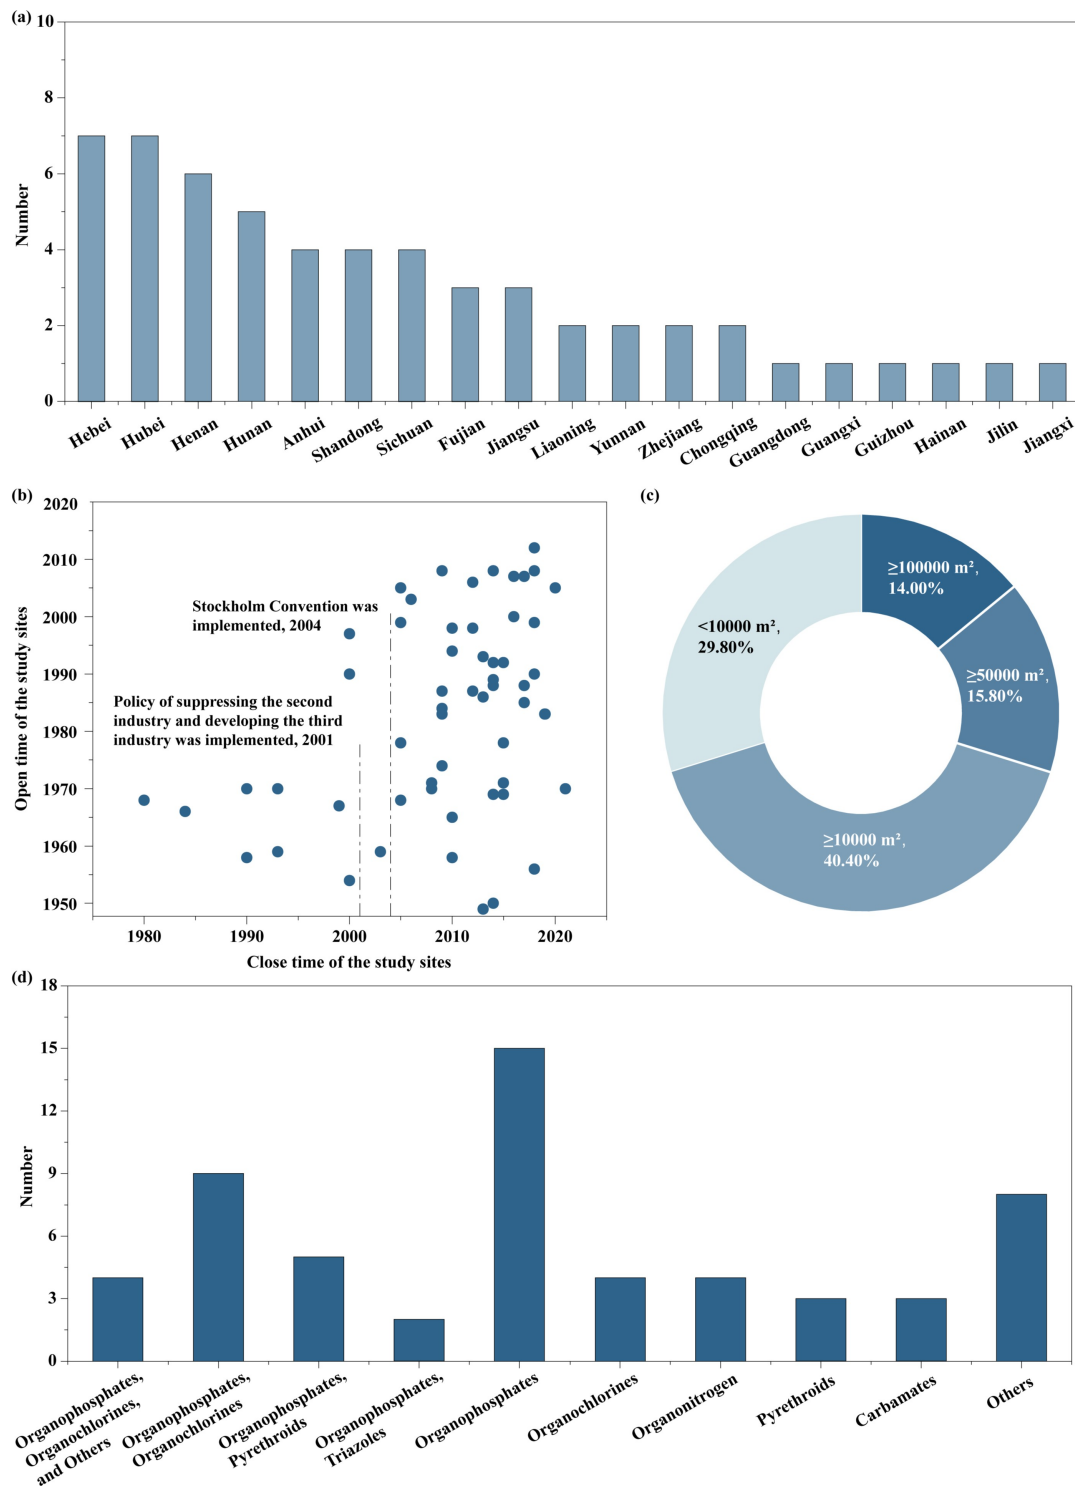 (a)
10
8
6
4
2
0
Number
Hebei
Hubei
Henan
Hunan
Anhui
Shandong
Sichuan
Fujian
Jiangsu
Liaoning
Yunnan
Zhejiang
Chongqing
Guangdong
Guangxi
Guizhou
Hainan
Jilin
Jiangxi
(b)
2020
2010
2000
1990
1980
1970
1960
1950
Open time of the study sites
Stockholm Convention was
implemented, 2004
Policy of suppressing the second
industry and developing the third
industry was implemented, 2001
1980
1990
2000
2010
2020
Close time of the study sites
(c)
≥100000 m²,
14.00%
≥50000 m²,
15.80%
≥10000 m²,
40.40%
<10000 m²,
29.80%
(d)
18
15
12
9
6
3
0
Number
Organophosphates,
Organochlorines,
and Others
Organophosphates,
Organochlorines
Organophosphates,
Pyrethroids
Organophosphates,
Triazoles
Organophosphates
Organochlorines
Organonitrogen
Pyrethroids
Carbamates
Others